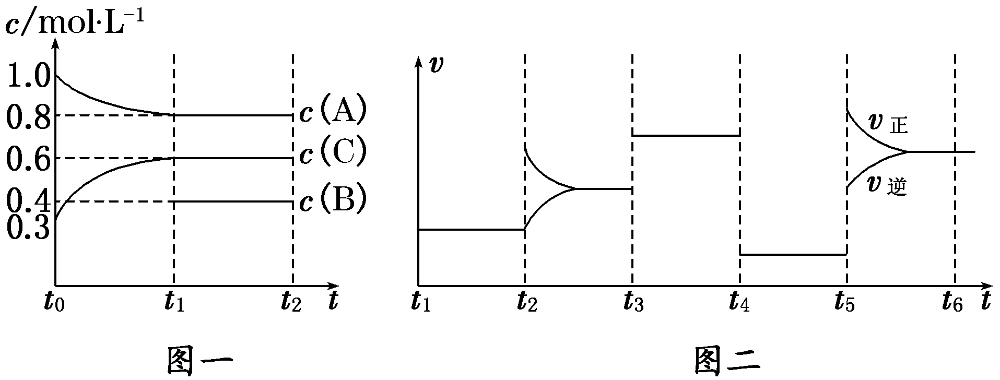 c/mol·L⁻¹
1.0
0.8
0.6
0.4
0.3
c(A)
c(C)
c(B)
t₀ t₁ t₂ t
图一
v
v正
v逆
t₁ t₂ t₃ t₄ t₅ t₆ t
图二